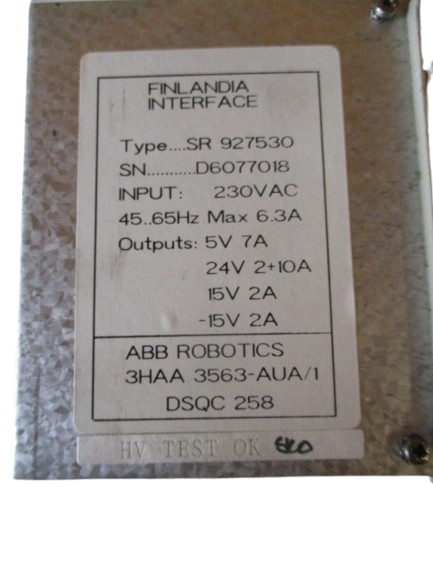 FINLANDIA
INTERFACE
Type....SR 927530
SN...........D6077018
INPUT: 230VAC
45..65Hz Max 6.3A
Outputs: 5V 7A
24V 2+10A
15V 2A
-15V 2A
ABB ROBOTICS
3HAA 3563-AUA/1
DSQC 258
HV TEST OK